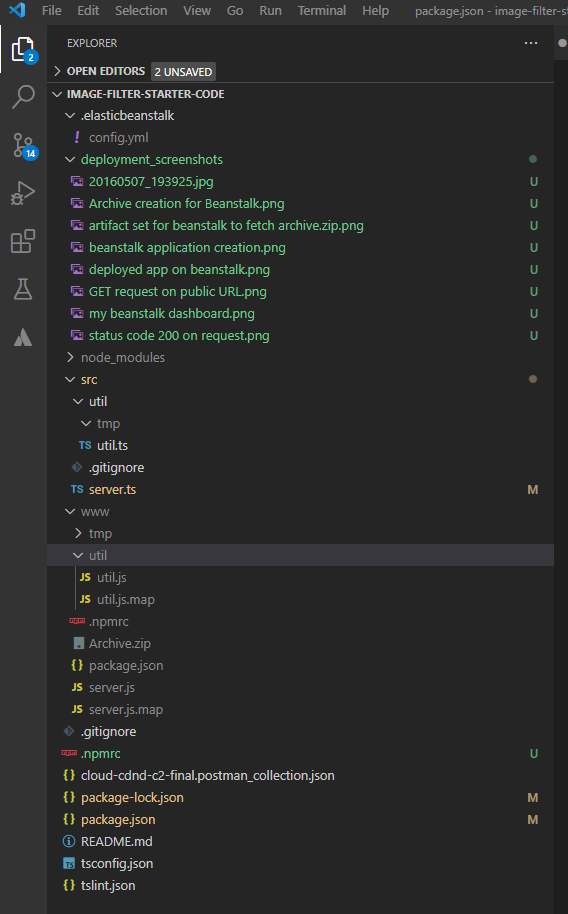 File Edit Selection View Go Run Terminal Help package.json - image-filter-st
EXPLORER
OPEN EDITORS 2 UNSAVED
IMAGE-FILTER-STARTER-CODE
.elasticbeanstalk
! config.yml
deployment_screenshots
20160507_193925.jpg U
Archive creation for Beanstalk.png U
artifact set for beanstalk to fetch archive.zip.png U
beanstalk application creation.png U
deployed app on beanstalk.png U
GET request on public URL.png U
my beanstalk dashboard.png U
status code 200 on request.png U
node_modules
src
util
tmp
TS util.ts
.gitignore
TS server.ts M
www
tmp
util
JS util.js
JS util.js.map
npm .npmrc
Archive.zip
{} package.json
JS server.js
JS server.js.map
.gitignore
npm .npmrc U
{} cloud-cdnd-c2-final.postman_collection.json
{} package-lock.json M
{} package.json M
README.md
TS tsconfig.json
{} tslint.json
2
14